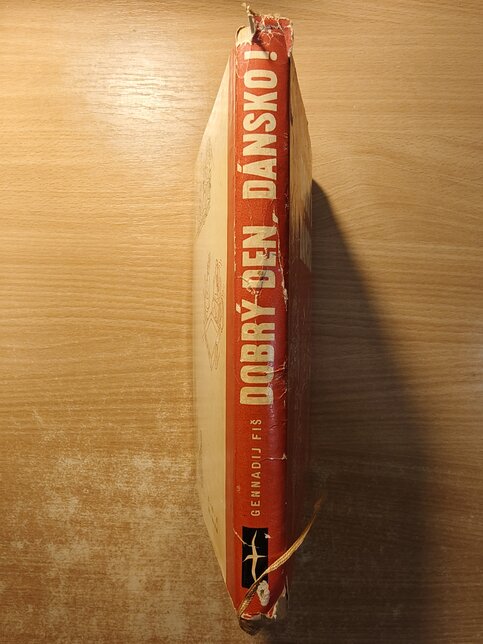 GENNADIJ FIŠ
DOBRÝ DEN, DÁNSKO!